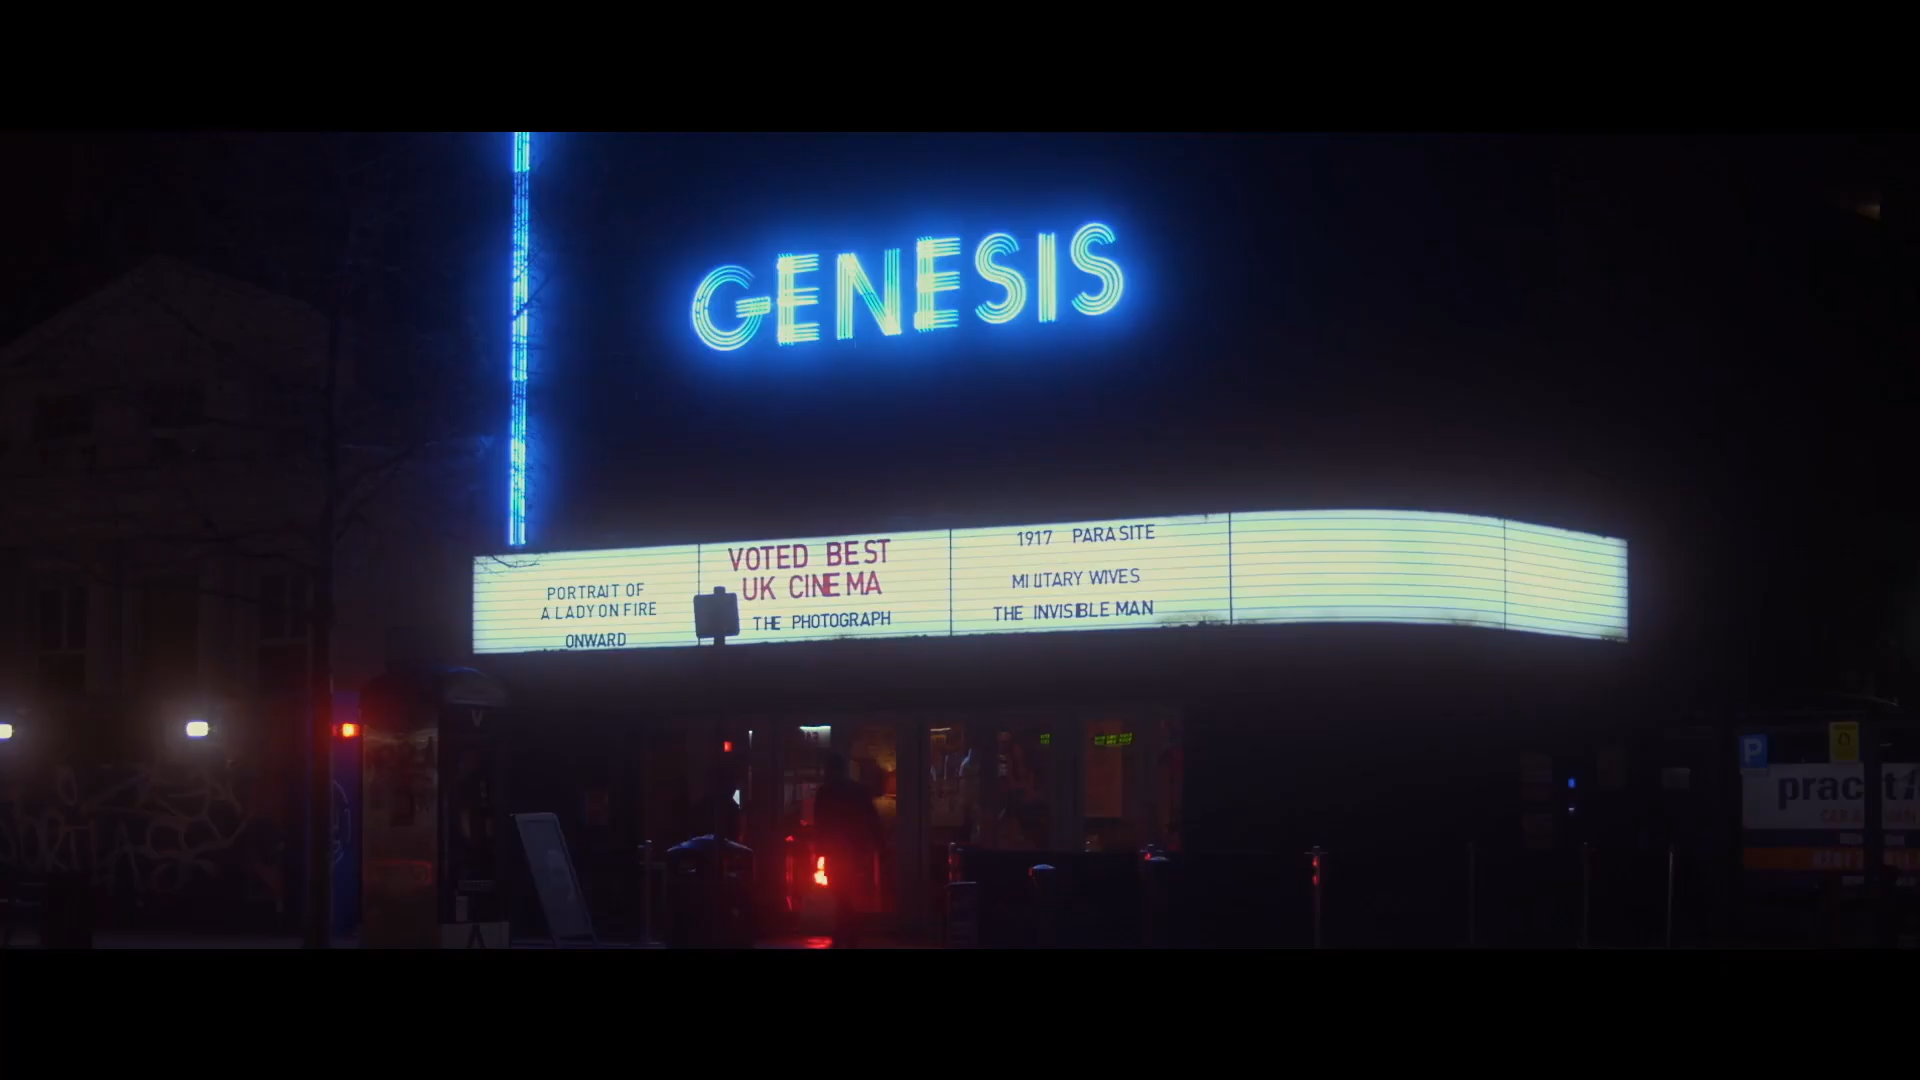 GENESIS
PORTRAIT OF
A LADY ON FIRE
ONWARD
VOTED BEST
UK CINEMA
THE PHOTOGRAPH
1917 PARASITE
MILITARY WIVES
THE INVISIBLE MAN
P